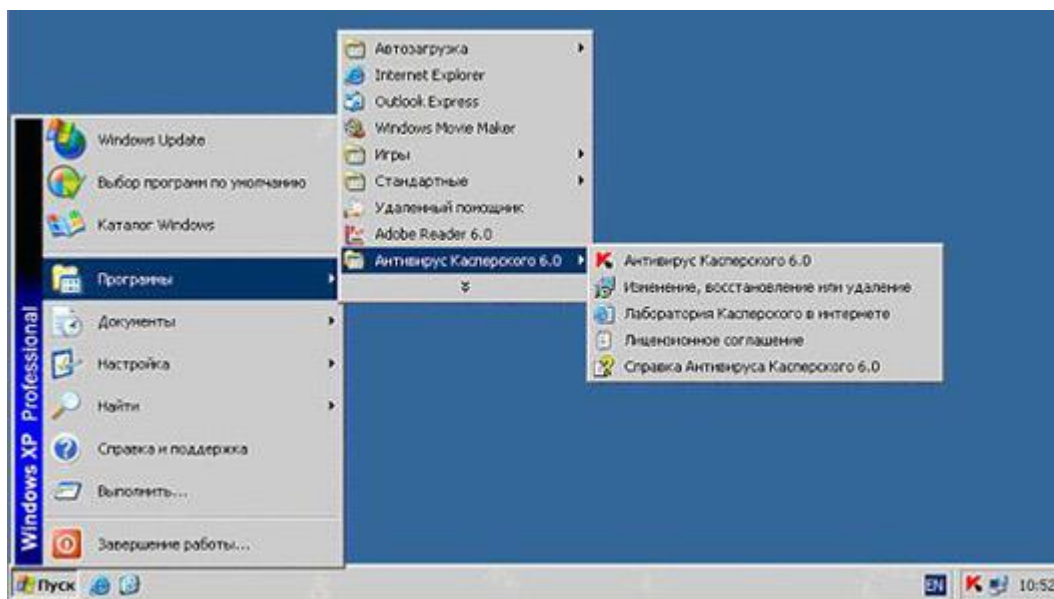 Автозагрузка
Internet Explorer
Outlook Express
Windows Movie Maker
Игры
Стандартные
Удаленный помощник
Adobe Reader 6.0
Антивирус Касперского 6.0
Windows Update
Выбор программ по умолчанию
Каталог Windows
Программы
Документы
Настройка
Найти
Справка и поддержка
Выполнить...
Завершение работы...
Windows XP Professional
Антивирус Касперского 6.0
Изменение, восстановление или удаление
Лаборатория Касперского в интернете
Лицензионное соглашение
Справка Антивируса Касперского 6.0
Пуск
EN
10:52